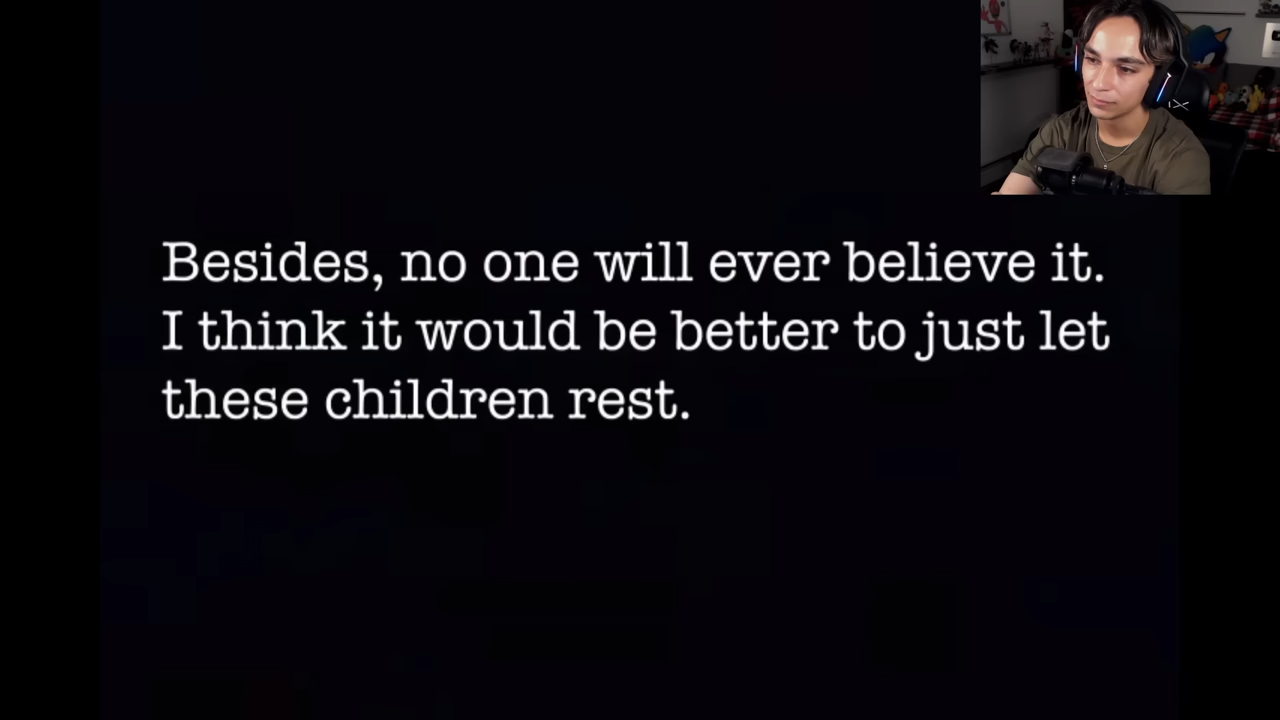 Besides, no one will ever believe it.
I think it would be better to just let
these children rest.